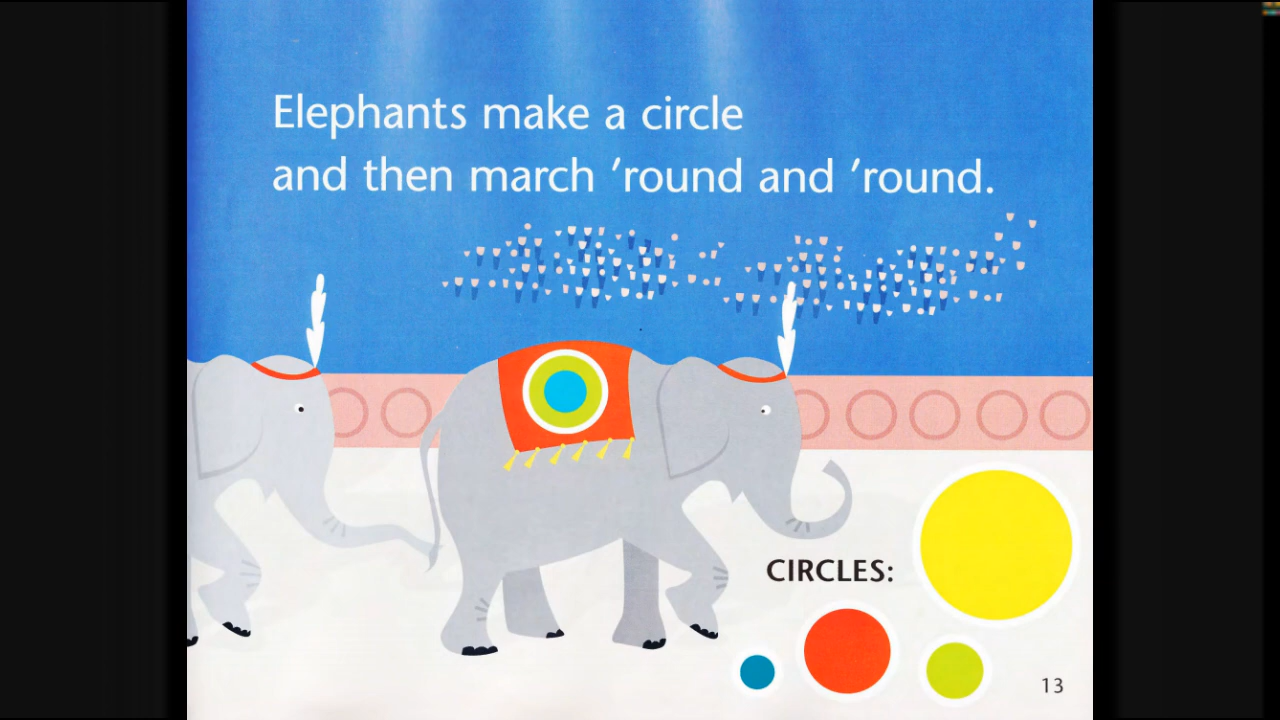 Elephants make a circle
and then march ’round and ’round.
CIRCLES:
13